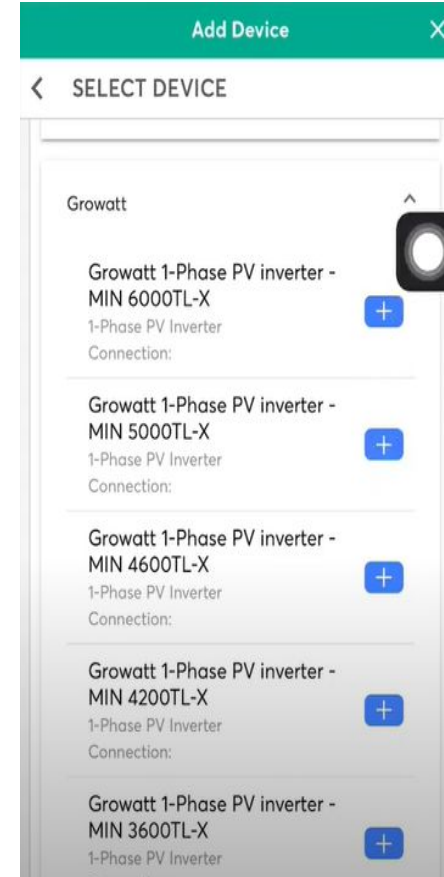 Add Device
SELECT DEVICE
Growatt
Growatt 1-Phase PV inverter -
MIN 6000TL-X
1-Phase PV Inverter
Connection:
Growatt 1-Phase PV inverter -
MIN 5000TL-X
1-Phase PV Inverter
Connection:
Growatt 1-Phase PV inverter -
MIN 4600TL-X
1-Phase PV Inverter
Connection:
Growatt 1-Phase PV inverter -
MIN 4200TL-X
1-Phase PV Inverter
Connection:
Growatt 1-Phase PV inverter -
MIN 3600TL-X
1-Phase PV Inverter